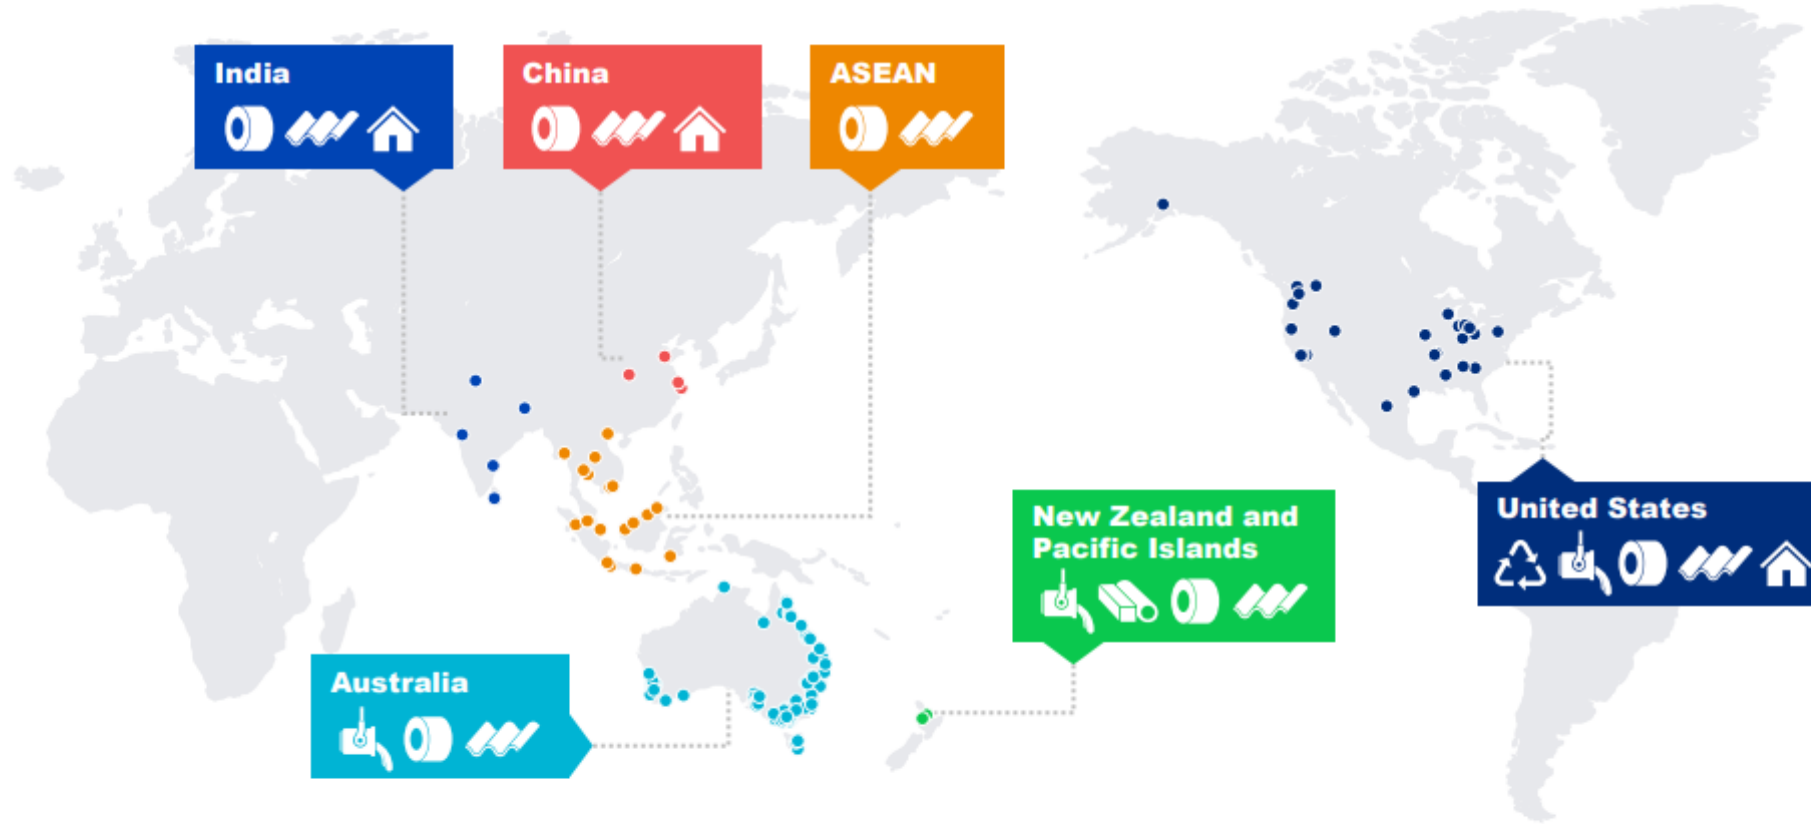 India
China
ASEAN
New Zealand and
Pacific Islands
United States
Australia